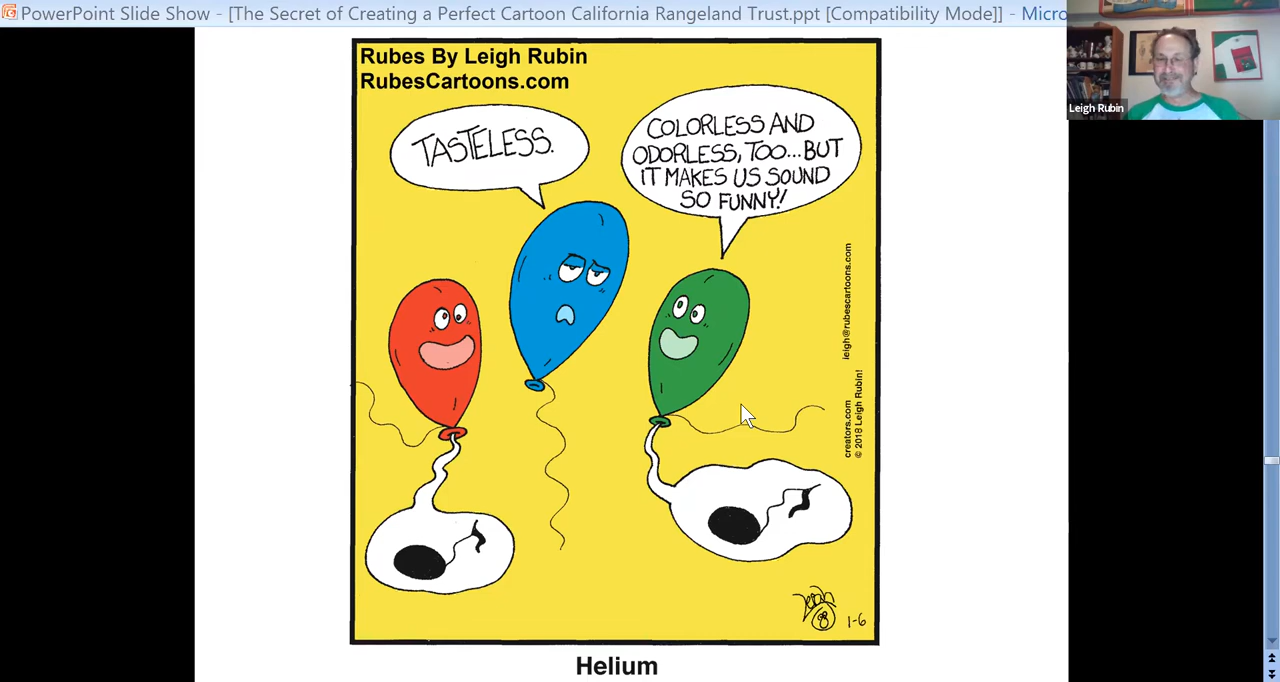 PowerPoint Slide Show - [The Secret of Creating a Perfect Cartoon California Rangeland Trust.ppt [Compatibility Mode]] - Micro
Leigh Rubin
Rubes By Leigh Rubin
RubesCartoons.com
TASTELESS.
COLORLESS AND
ODORLESS, TOO...BUT
IT MAKES US SOUND
SO FUNNY!
creators.com leigh@rubescartoons.com
© 2018 Leigh Rubin!
Leigh
1-6
Helium